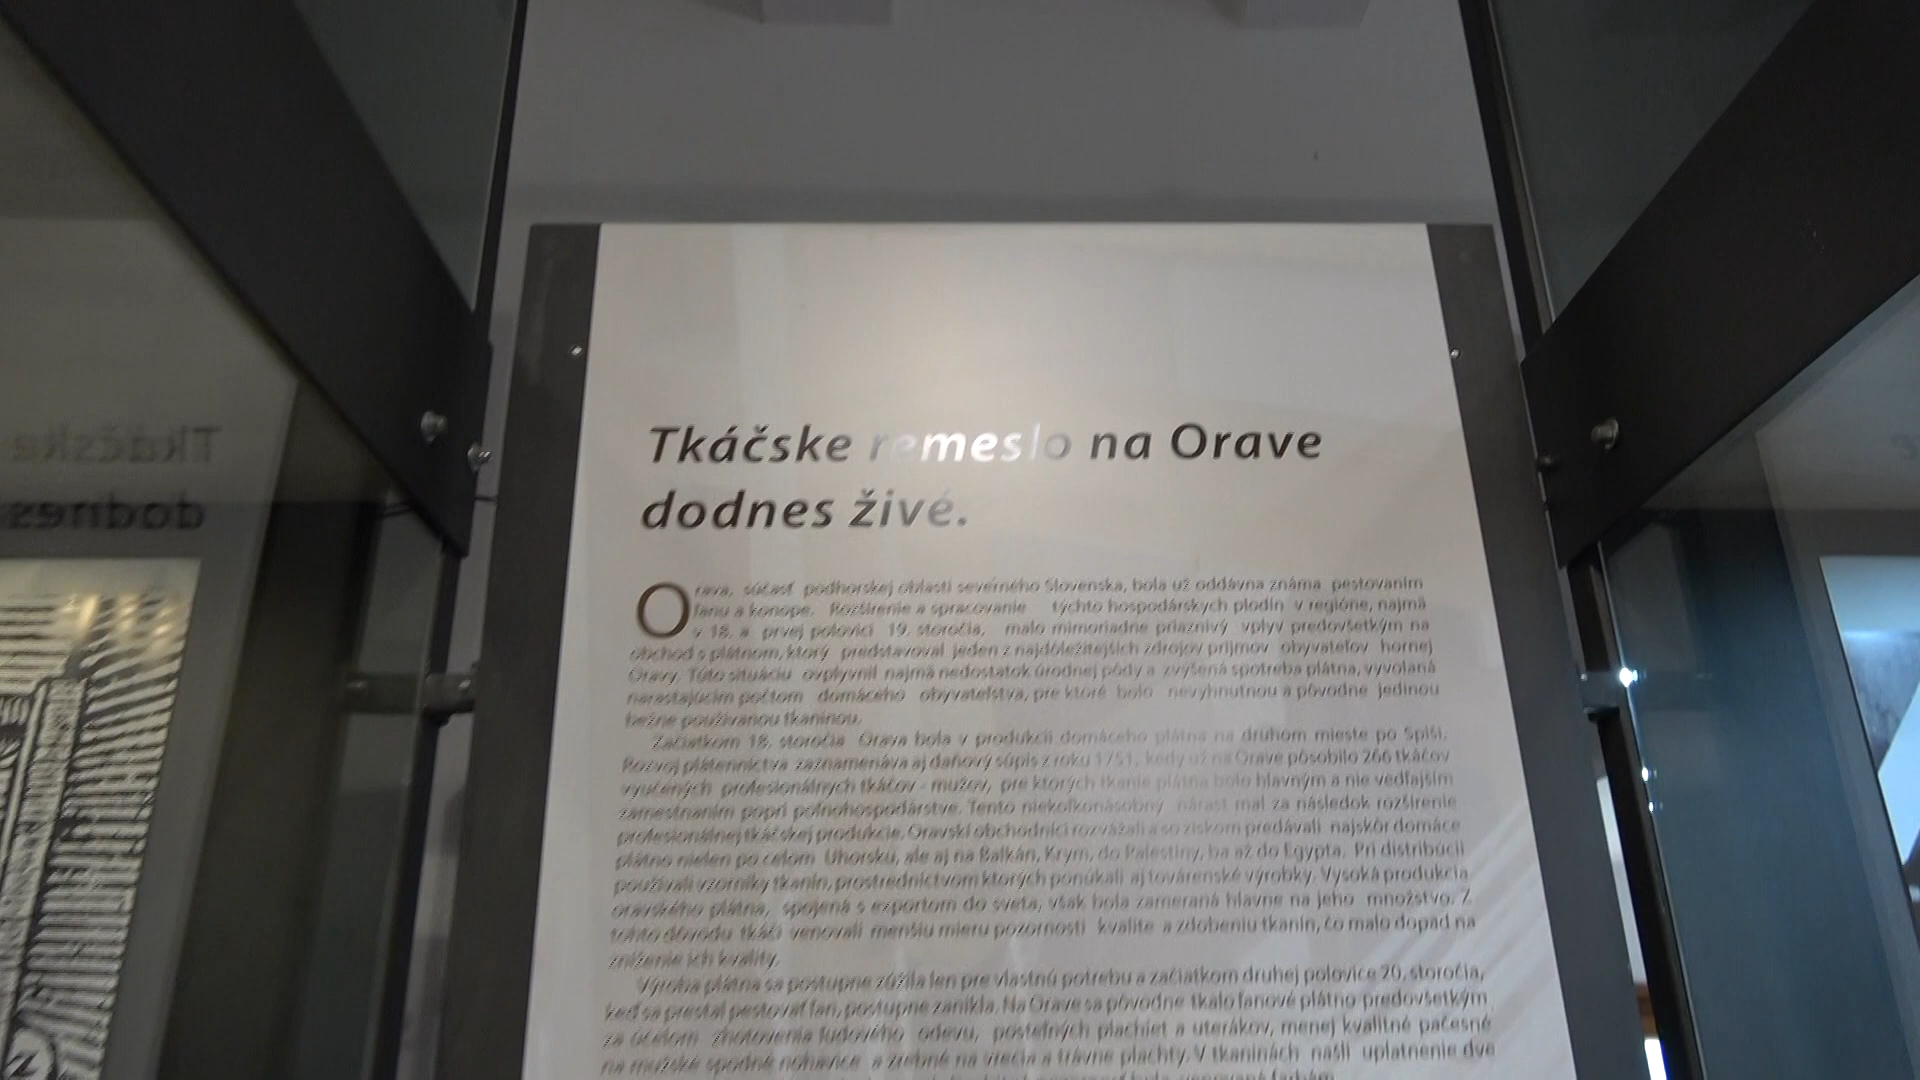 Tkáčske remeslo na Orave
dodnes živé.
Orava, súčasť podhorskej oblasti severného Slovenska, bola už oddávna známa pestovaním
ľanu a konope. Rozšírenie a spracovanie týchto hospodárskych plodín v regióne, najmä
v 18. a prvej polovici 19. storočia, malo mimoriadne priaznivý vplyv predovšetkým na
obchod s plátnom, ktorý predstavoval jeden z najdôležitejších zdrojov príjmov obyvateľov hornej
Oravy. Túto situáciu ovplyvnil najmä nedostatok úrodnej pôdy a zvýšená spotreba plátna, vyvolaná
narastajúcim počtom domáceho obyvateľstva, pre ktoré bolo nevyhnutnou a pôvodne jedinou
bežne používanou tkaninou.
Začiatkom 18. storočia Orava bola v produkcii domáceho plátna na druhom mieste po Spiši.
Rozvoj plátenníctva zaznamenáva aj daňový súpis z roku 1751, kedy už na Orave pôsobilo 266 tkáčov
vyučených profesionálnych tkáčov - mužov, pre ktorých tkanie plátna bolo hlavným a nie vedľajším
zamestnaním popri poľnohospodárstve. Tento niekoľkonásobný nárast mal za následok rozšírenie
profesionálnej tkáčskej produkcie. Oravskí obchodníci rozvážali a so ziskom predávali najskôr domáce
plátno nielen po celom Uhorsku, ale aj na Balkán, Krym, do Palestíny, ba až do Egypta. Pri distribúcii
používali vzorníky tkanín, prostredníctvom ktorých ponúkali aj továrenské výrobky. Vysoká produkcia
oravského plátna, spojená s exportom do sveta, však bola zameraná hlavne na jeho množstvo. Z
tohto dôvodu tkáči venovali menšiu mieru pozornosti kvalite a zdobeniu tkanín, čo malo dopad na
zníženie ich kvality.
Výroba plátna sa postupne zúžila len pre vlastnú potrebu a začiatkom druhej polovice 20. storočia,
keď sa prestal pestovať ľan, postupne zanikla. Na Orave sa pôvodne tkalo ľanové plátno predovšetkým
za účelom zhotovenia ľudového odevu, posteľných plachiet a uterákov, menej kvalitné pačesné
na mužské spodné nohavice a zrebné na vrecia a trávne plachty. V tkaninách našli uplatnenie dve